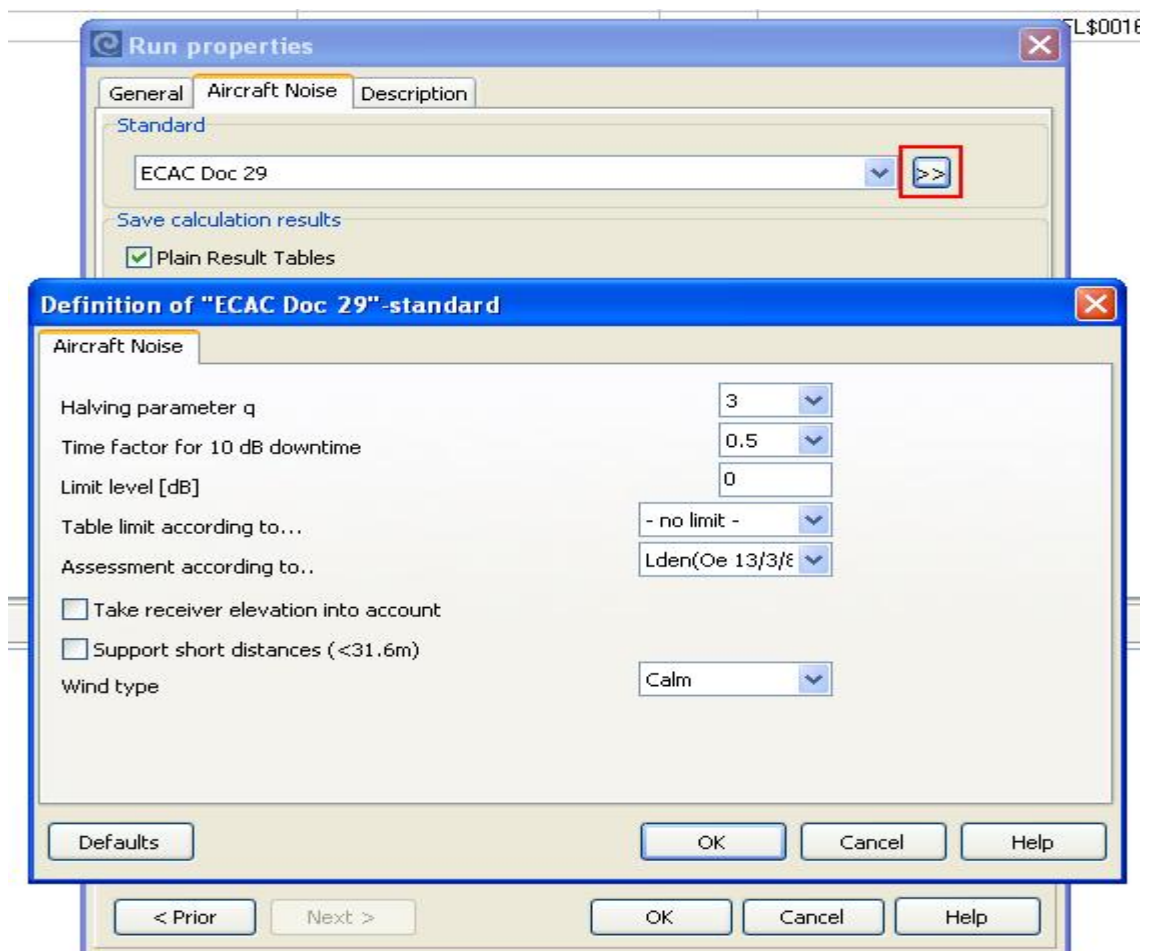 FL$0016
Run properties
General Aircraft Noise Description
Standard
ECAC Doc 29 >>
Save calculation results
Plain Result Tables
Definition of "ECAC Doc 29"-standard
Aircraft Noise
Halving parameter q 3
Time factor for 10 dB downtime 0.5
Limit level [dB] 0
Table limit according to... - no limit -
Assessment according to.. Lden(Oe 13/3/8
Take receiver elevation into account
Support short distances (<31.6m)
Wind type Calm
Defaults OK Cancel Help
< Prior Next > OK Cancel Help